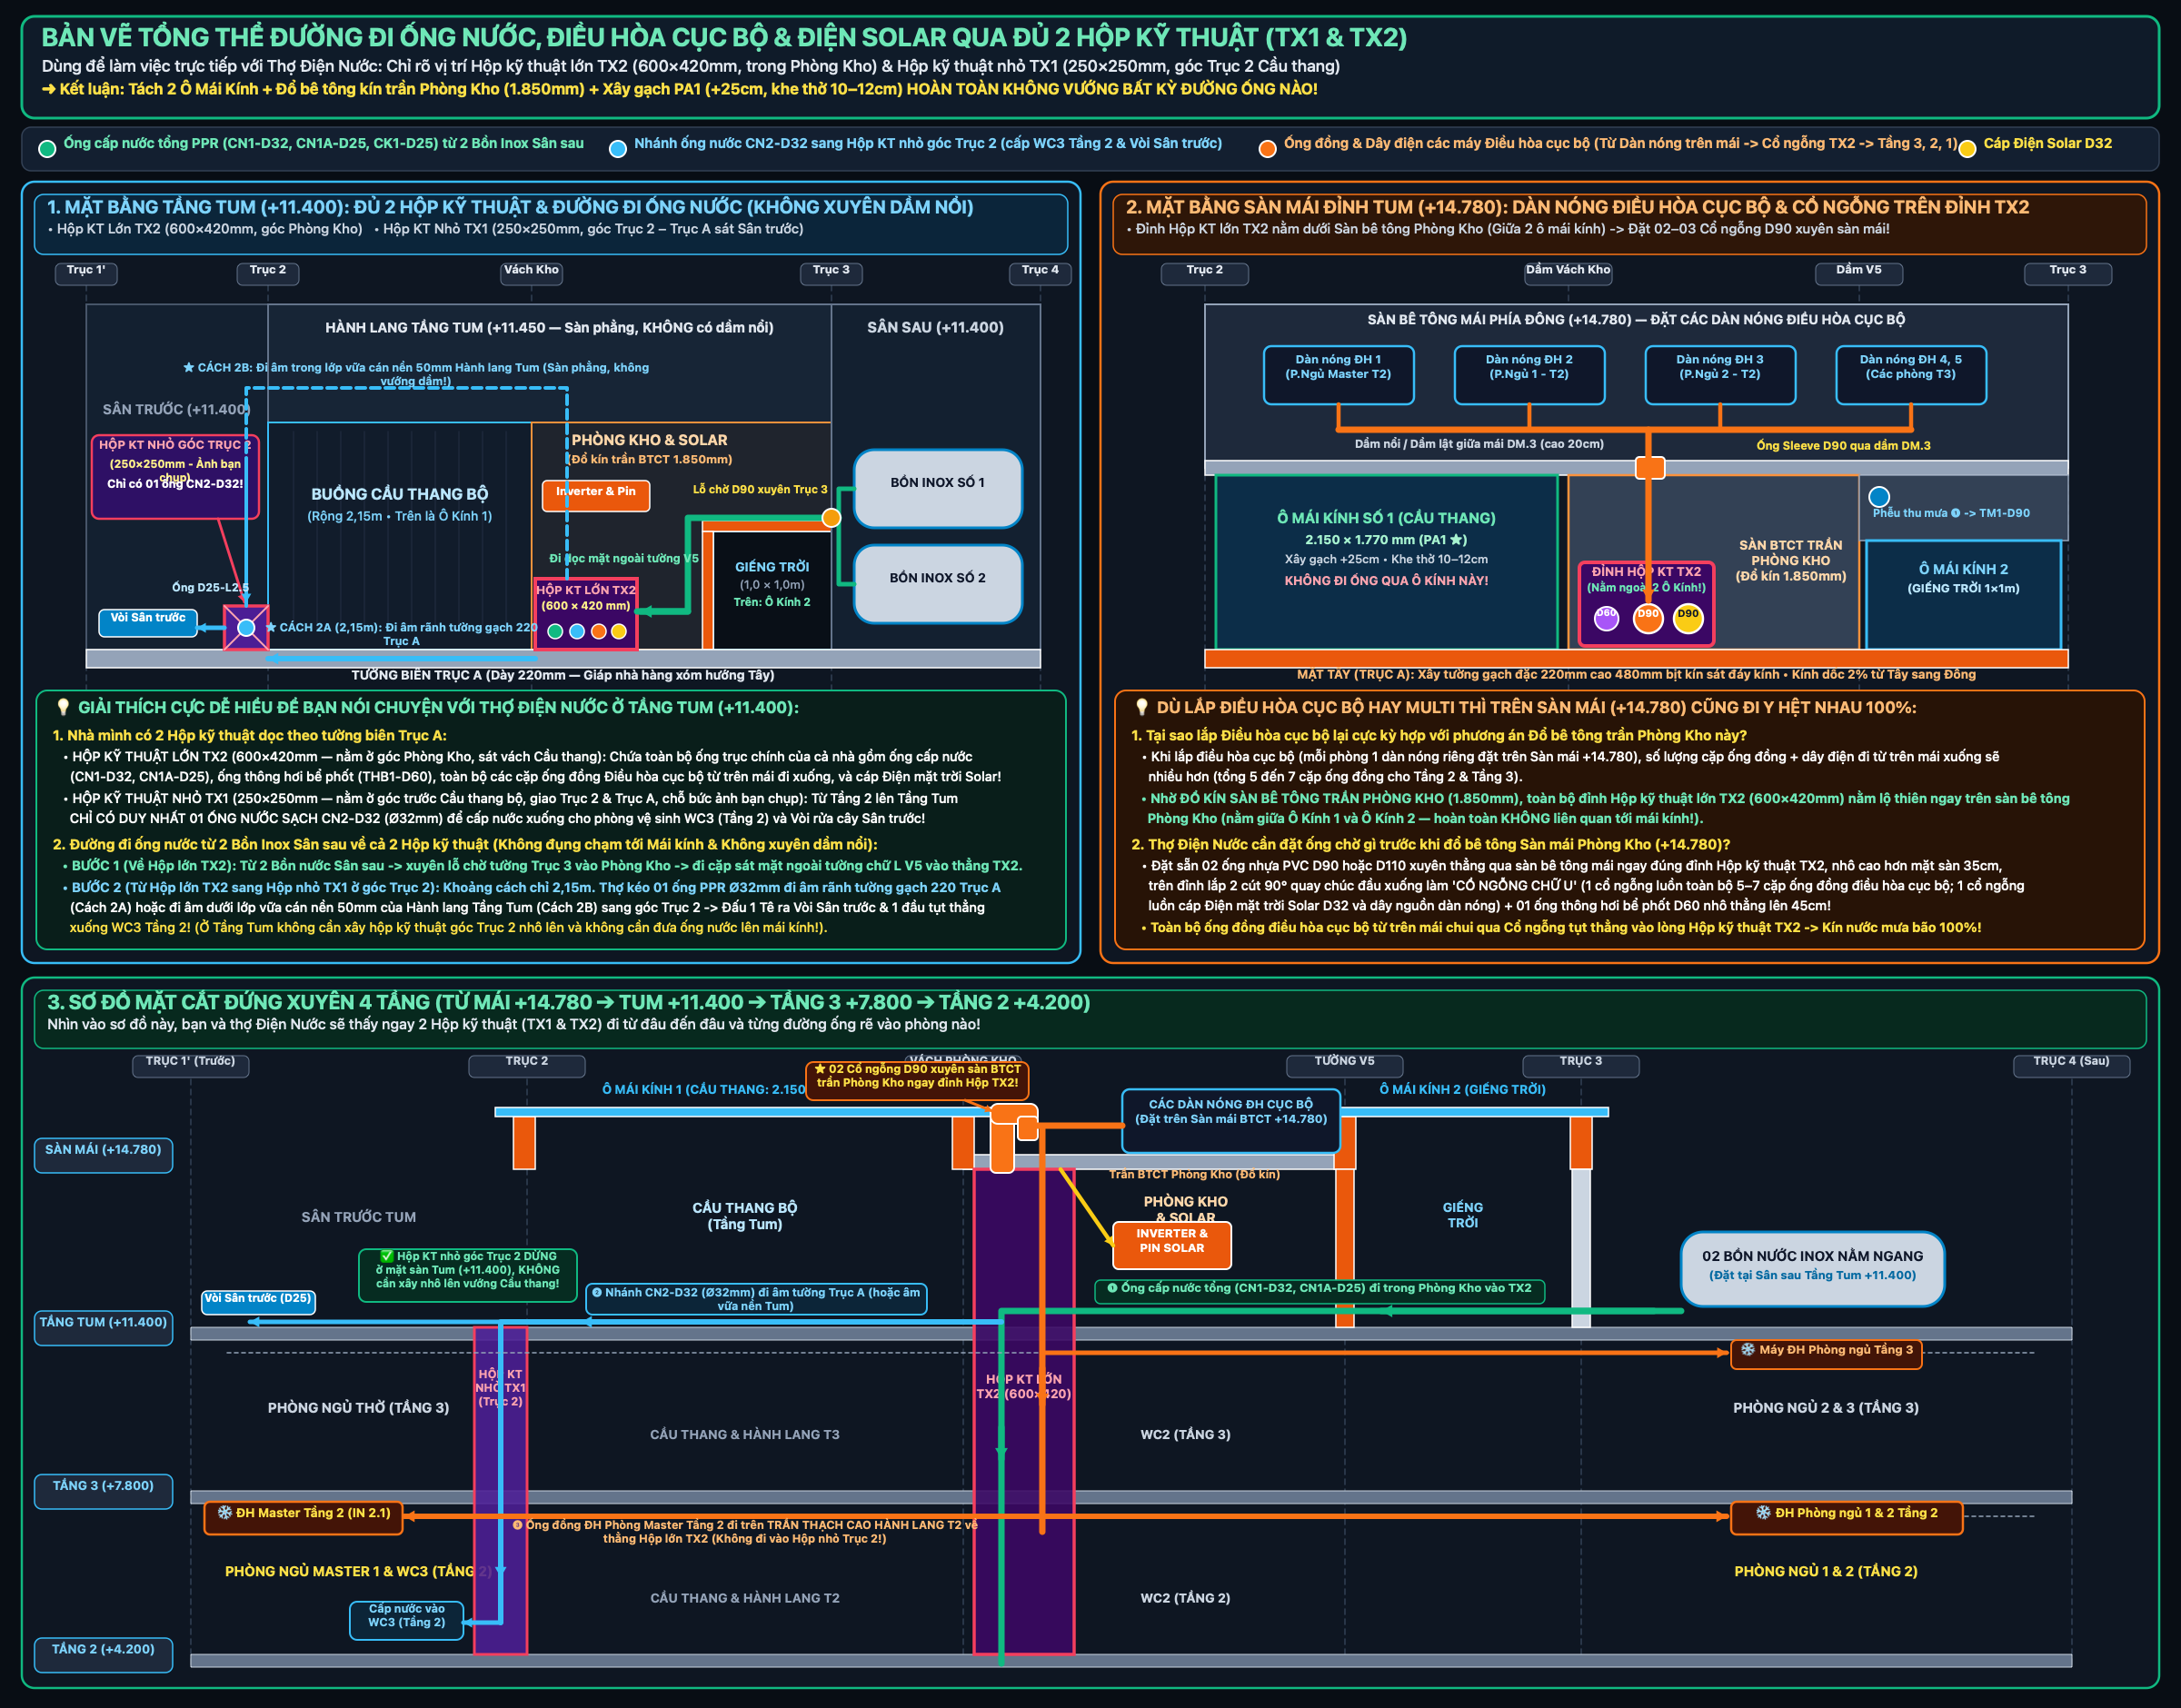 BẢN VẼ TỔNG THỂ ĐƯỜNG ĐI ỐNG NƯỚC, ĐIỀU HÒA CỤC BỘ & ĐIỆN SOLAR QUA ĐỦ 2 HỘP KỸ THUẬT (TX1 & TX2)
Dùng để làm việc trực tiếp với Thợ Điện Nước: Chỉ rõ vị trí Hộp kỹ thuật lớn TX2 (600×420mm, trong Phòng Kho) & Hộp kỹ thuật nhỏ TX1 (250×250mm, góc Trục 2 Cầu thang)
➜ Kết luận: Tách 2 Ô Mái Kính + Đổ bê tông kín trần Phòng Kho (1.850mm) + Xây gạch PA1 (+25cm, khe thở 10–12cm) HOÀN TOÀN KHÔNG VƯỚNG BẤT KỲ ĐƯỜNG ỐNG NÀO!
Ống cấp nước tổng PPR (CN1-D32, CN1A-D25, CK1-D25) từ 2 Bồn Inox Sân sau
Nhánh ống nước CN2-D32 sang Hộp KT nhỏ góc Trục 2 (cấp WC3 Tầng 2 & Vòi Sân trước)
Ống đồng & Dây điện các máy Điều hòa cục bộ (Từ Dàn nóng trên mái -> Cổ ngỗng TX2 -> Tầng 3, 2, 1)
Cáp Điện Solar D32
1. MẶT BẰNG TẦNG TUM (+11.400): ĐỦ 2 HỘP KỸ THUẬT & ĐƯỜNG ĐI ỐNG NƯỚC (KHÔNG XUYÊN DẦM NỔI)
• Hộp KT Lớn TX2 (600×420mm, góc Phòng Kho) • Hộp KT Nhỏ TX1 (250×250mm, góc Trục 2 – Trục A sát Sân trước)
Trục 1'
Trục 2
Vách Kho
Trục 3
Trục 4
HÀNH LANG TẦNG TUM (+11.450 — Sàn phẳng, KHÔNG có dầm nổi)
SÂN SAU (+11.400)
★ CÁCH 2B: Đi âm trong lớp vữa cán nền 50mm Hành lang Tum (Sàn phẳng, không
vướng dầm!)
SÂN TRƯỚC (+11.400)
HỘP KT NHỎ GÓC TRỤC 2
(250×250mm - Ảnh bạn
chụp)
Chỉ có 01 ống CN2-D32!
PHÒNG KHO & SOLAR
(Đổ kín trần BTCT 1.850mm)
Inverter & Pin
Lỗ chờ D90 xuyên Trục 3
BỒN INOX SỐ 1
BUỒNG CẦU THANG BỘ
(Rộng 2,15m • Trên là Ô Kính 1)
Đi dọc mặt ngoài tường V5
GIẾNG TRỜI
(1,0 × 1,0m)
Trên: Ô Kính 2
BỒN INOX SỐ 2
Ống D25-L2.5
HỘP KT LỚN TX2
(600 × 420 mm)
Vòi Sân trước
★ CÁCH 2A (2,15m): Đi âm rãnh tường gạch 220
Trục A
TƯỜNG BIÊN TRỤC A (Dày 220mm — Giáp nhà hàng xóm hướng Tây)
💡 GIẢI THÍCH CỰC DỄ HIỂU ĐỂ BẠN NÓI CHUYỆN VỚI THỢ ĐIỆN NƯỚC Ở TẦNG TUM (+11.400):
1. Nhà mình có 2 Hộp kỹ thuật dọc theo tường biên Trục A:
• HỘP KỸ THUẬT LỚN TX2 (600×420mm — nằm ở góc Phòng Kho, sát vách Cầu thang): Chứa toàn bộ ống trục chính của cả nhà gồm ống cấp nước
(CN1-D32, CN1A-D25), ống thông hơi bể phốt (THB1-D60), toàn bộ các cặp ống đồng Điều hòa cục bộ từ trên mái đi xuống, và cáp Điện mặt trời Solar!
• HỘP KỸ THUẬT NHỎ TX1 (250×250mm — nằm ở góc trước Cầu thang bộ, giao Trục 2 & Trục A, chỗ bức ảnh bạn chụp): Từ Tầng 2 lên Tầng Tum
CHỈ CÓ DUY NHẤT 01 ỐNG NƯỚC SẠCH CN2-D32 (Ø32mm) để cấp nước xuống cho phòng vệ sinh WC3 (Tầng 2) và Vòi rửa cây Sân trước!
2. Đường đi ống nước từ 2 Bồn Inox Sân sau về cả 2 Hộp kỹ thuật (Không đụng chạm tới Mái kính & Không xuyên dầm nổi):
• BƯỚC 1 (Về Hộp lớn TX2): Từ 2 Bồn nước Sân sau -> xuyên lỗ chờ tường Trục 3 vào Phòng Kho -> đi cặp sát mặt ngoài tường chữ L V5 vào thẳng TX2.
• BƯỚC 2 (Từ Hộp lớn TX2 sang Hộp nhỏ TX1 ở góc Trục 2): Khoảng cách chỉ 2,15m. Thợ kéo 01 ống PPR Ø32mm đi âm rãnh tường gạch 220 Trục A
(Cách 2A) hoặc đi âm dưới lớp vữa cán nền 50mm của Hành lang Tầng Tum (Cách 2B) sang góc Trục 2 -> Đấu 1 Tê ra Vòi Sân trước & 1 đầu tụt thẳng
xuống WC3 Tầng 2! (Ở Tầng Tum không cần xây hộp kỹ thuật góc Trục 2 nhô lên và không cần đưa ống nước lên mái kính!).
2. MẶT BẰNG SÀN MÁI ĐỈNH TUM (+14.780): DÀN NÓNG ĐIỀU HÒA CỤC BỘ & CỔ NGỖNG TRÊN ĐỈNH TX2
• Đỉnh Hộp KT lớn TX2 nằm dưới Sàn bê tông Phòng Kho (Giữa 2 ô mái kính) -> Đặt 02–03 Cổ ngỗng D90 xuyên sàn mái!
Trục 2
Dầm Vách Kho
Dầm V5
Trục 3
SÀN BÊ TÔNG MÁI PHÍA ĐÔNG (+14.780) — ĐẶT CÁC DÀN NÓNG ĐIỀU HÒA CỤC BỘ
Dàn nóng ĐH 1
(P.Ngủ Master T2)
Dàn nóng ĐH 2
(P.Ngủ 1 - T2)
Dàn nóng ĐH 3
(P.Ngủ 2 - T2)
Dàn nóng ĐH 4, 5
(Các phòng T3)
Dầm nổi / Dầm lật giữa mái DM.3 (cao 20cm)
Ống Sleeve D90 qua dầm DM.3
Ô MÁI KÍNH SỐ 1 (CẦU THANG)
2.150 × 1.770 mm (PA1 ★)
Xây gạch +25cm • Khe thở 10–12cm
KHÔNG ĐI ỐNG QUA Ô KÍNH NÀY!
Phễu thu mưa ❶ -> TM1-D90
SÀN BTCT TRẦN
PHÒNG KHO
(Đổ kín 1.850mm)
ĐỈNH HỘP KT TX2
(Nằm ngoài 2 Ô Kính!)
D60
D90
D90
Ô MÁI KÍNH 2
(GIẾNG TRỜI 1×1m)
MẶT TÂY (TRỤC A): Xây tường gạch đặc 220mm cao 480mm bịt kín sát đáy kính • Kính dốc 2% từ Tây sang Đông
💡 DÙ LẮP ĐIỀU HÒA CỤC BỘ HAY MULTI THÌ TRÊN SÀN MÁI (+14.780) CŨNG ĐI Y HỆT NHAU 100%:
1. Tại sao lắp Điều hòa cục bộ lại cực kỳ hợp với phương án Đổ bê tông trần Phòng Kho này?
• Khi lắp điều hòa cục bộ (mỗi phòng 1 dàn nóng riêng đặt trên Sàn mái +14.780), số lượng cặp ống đồng + dây điện đi từ trên mái xuống sẽ
nhiều hơn (tổng 5 đến 7 cặp ống đồng cho Tầng 2 & Tầng 3).
• Nhờ ĐỔ KÍN SÀN BÊ TÔNG TRẦN PHÒNG KHO (1.850mm), toàn bộ đỉnh Hộp kỹ thuật lớn TX2 (600×420mm) nằm lộ thiên ngay trên sàn bê tông
Phòng Kho (nằm giữa Ô Kính 1 và Ô Kính 2 — hoàn toàn KHÔNG liên quan tới mái kính!).
2. Thợ Điện Nước cần đặt ống chờ gì trước khi đổ bê tông Sàn mái Phòng Kho (+14.780)?
• Đặt sẵn 02 ống nhựa PVC D90 hoặc D110 xuyên thẳng qua sàn bê tông mái ngay đúng đỉnh Hộp kỹ thuật TX2, nhô cao hơn mặt sàn 35cm,
trên đỉnh lắp 2 cút 90° quay chúc đầu xuống làm 'CỔ NGỖNG CHỮ U' (1 cổ ngỗng luồn toàn bộ 5–7 cặp ống đồng điều hòa cục bộ; 1 cổ ngỗng
luồn cáp Điện mặt trời Solar D32 và dây nguồn dàn nóng) + 01 ống thông hơi bể phốt D60 nhô thẳng lên 45cm!
• Toàn bộ ống đồng điều hòa cục bộ từ trên mái chui qua Cổ ngỗng tụt thẳng vào lòng Hộp kỹ thuật TX2 -> Kín nước mưa bão 100%!
3. SƠ ĐỒ MẶT CẮT ĐỨNG XUYÊN 4 TẦNG (TỪ MÁI +14.780 ➔ TUM +11.400 ➔ TẦNG 3 +7.800 ➔ TẦNG 2 +4.200)
Nhìn vào sơ đồ này, bạn và thợ Điện Nước sẽ thấy ngay 2 Hộp kỹ thuật (TX1 & TX2) đi từ đâu đến đâu và từng đường ống rẽ vào phòng nào!
TRỤC 1' (Trước)
TRỤC 2
VÁCH PHÒNG KHO
TƯỜNG V5
TRỤC 3
TRỤC 4 (Sau)
★ 02 Cổ ngỗng D90 xuyên sàn BTCT
trần Phòng Kho ngay đỉnh Hộp TX2!
Ô MÁI KÍNH 1 (CẦU THANG: 2.150
Ô MÁI KÍNH 2 (GIẾNG TRỜI)
CÁC DÀN NÓNG ĐH CỤC BỘ
(Đặt trên Sàn mái BTCT +14.780)
SÀN MÁI (+14.780)
Trần BTCT Phòng Kho (Đổ kín)
SÂN TRƯỚC TUM
CẦU THANG BỘ
(Tầng Tum)
PHÒNG KHO
& SOLAR
INVERTER &
PIN SOLAR
GIẾNG
TRỜI
✅ Hộp KT nhỏ góc Trục 2 DỪNG
ở mặt sàn Tum (+11.400), KHÔNG
cần xây nhô lên vướng Cầu thang!
02 BỒN NƯỚC INOX NẰM NGANG
(Đặt tại Sân sau Tầng Tum +11.400)
Vòi Sân trước (D25)
❷ Nhánh CN2-D32 (Ø32mm) đi âm tường Trục A (hoặc âm
vữa nền Tum)
❶ Ống cấp nước tổng (CN1-D32, CN1A-D25) đi trong Phòng Kho vào TX2
TẦNG TUM (+11.400)
❄️ Máy ĐH Phòng ngủ Tầng 3
HỘP KT
NHỎ TX1
(Trục 2)
HỘP KT LỚN
TX2 (600×420)
PHÒNG NGỦ THỜ (TẦNG 3)
CẦU THANG & HÀNH LANG T3
WC2 (TẦNG 3)
PHÒNG NGỦ 2 & 3 (TẦNG 3)
TẦNG 3 (+7.800)
❄️ ĐH Master Tầng 2 (IN 2.1)
❸ Ống đồng ĐH Phòng Master Tầng 2 đi trên TRẦN THẠCH CAO HÀNH LANG T2 về
thẳng Hộp lớn TX2 (Không đi vào Hộp nhỏ Trục 2!)
❄️ ĐH Phòng ngủ 1 & 2 Tầng 2
PHÒNG NGỦ MASTER 1 & WC3 (TẦNG 2)
CẦU THANG & HÀNH LANG T2
WC2 (TẦNG 2)
PHÒNG NGỦ 1 & 2 (TẦNG 2)
Cấp nước vào
WC3 (Tầng 2)
TẦNG 2 (+4.200)